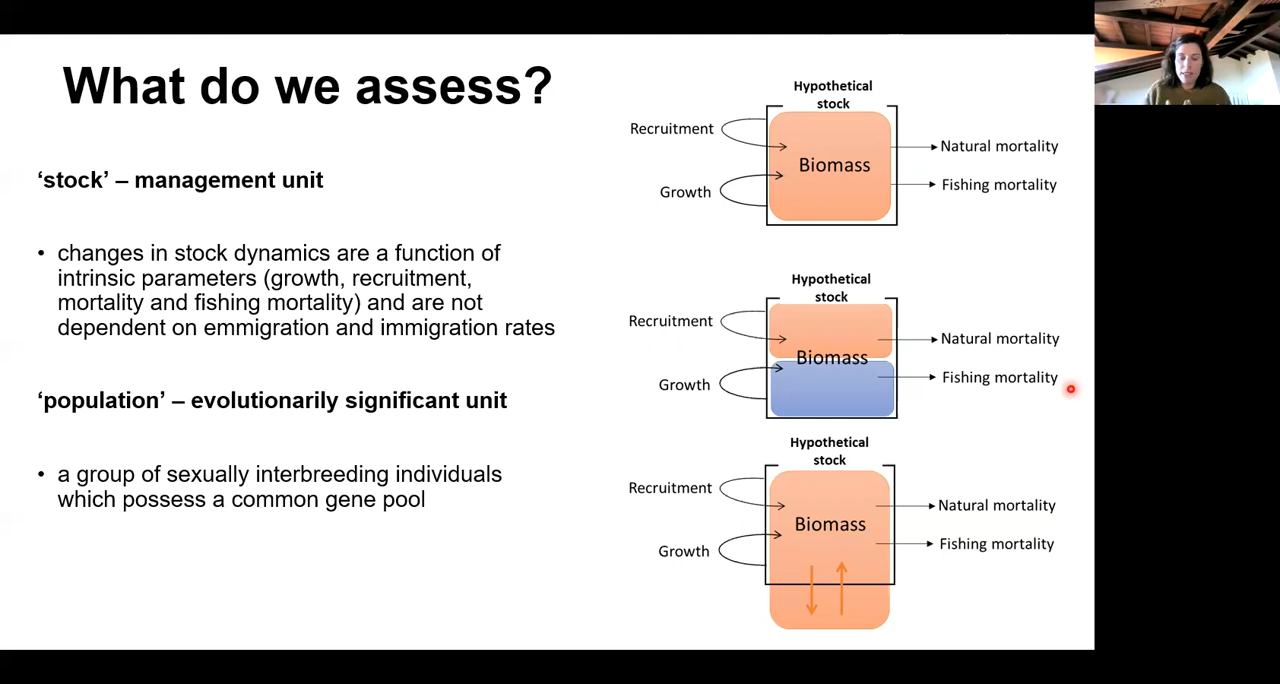 What do we assess?
‘stock’ – management unit
• changes in stock dynamics are a function of
intrinsic parameters (growth, recruitment,
mortality and fishing mortality) and are not
dependent on emmigration and immigration rates
‘population’ – evolutionarily significant unit
• a group of sexually interbreeding individuals
which possess a common gene pool
Hypothetical
stock
Recruitment
Growth
Biomass
Natural mortality
Fishing mortality
Hypothetical
stock
Recruitment
Growth
Biomass
Natural mortality
Fishing mortality
Hypothetical
stock
Recruitment
Growth
Biomass
Natural mortality
Fishing mortality